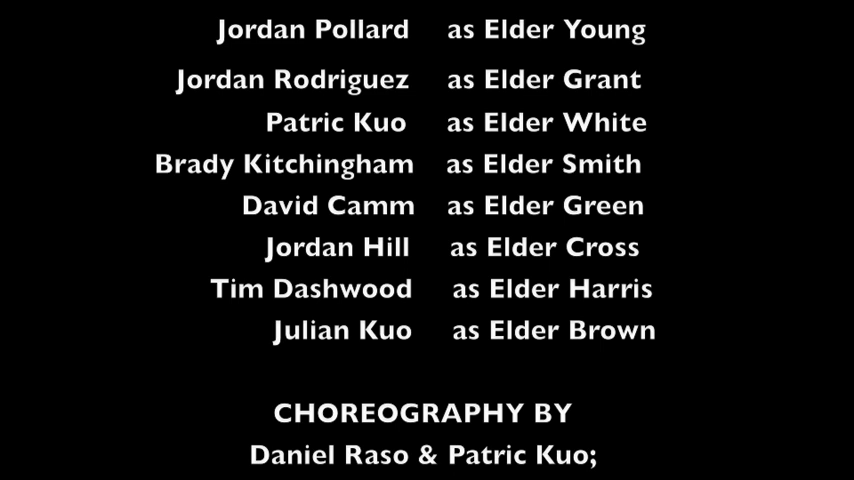 Jordan Pollard as Elder Young
Jordan Rodriguez as Elder Grant
Patric Kuo as Elder White
Brady Kitchingham as Elder Smith
David Camm as Elder Green
Jordan Hill as Elder Cross
Tim Dashwood as Elder Harris
Julian Kuo as Elder Brown
CHOREOGRAPHY BY
Daniel Raso & Patric Kuo;